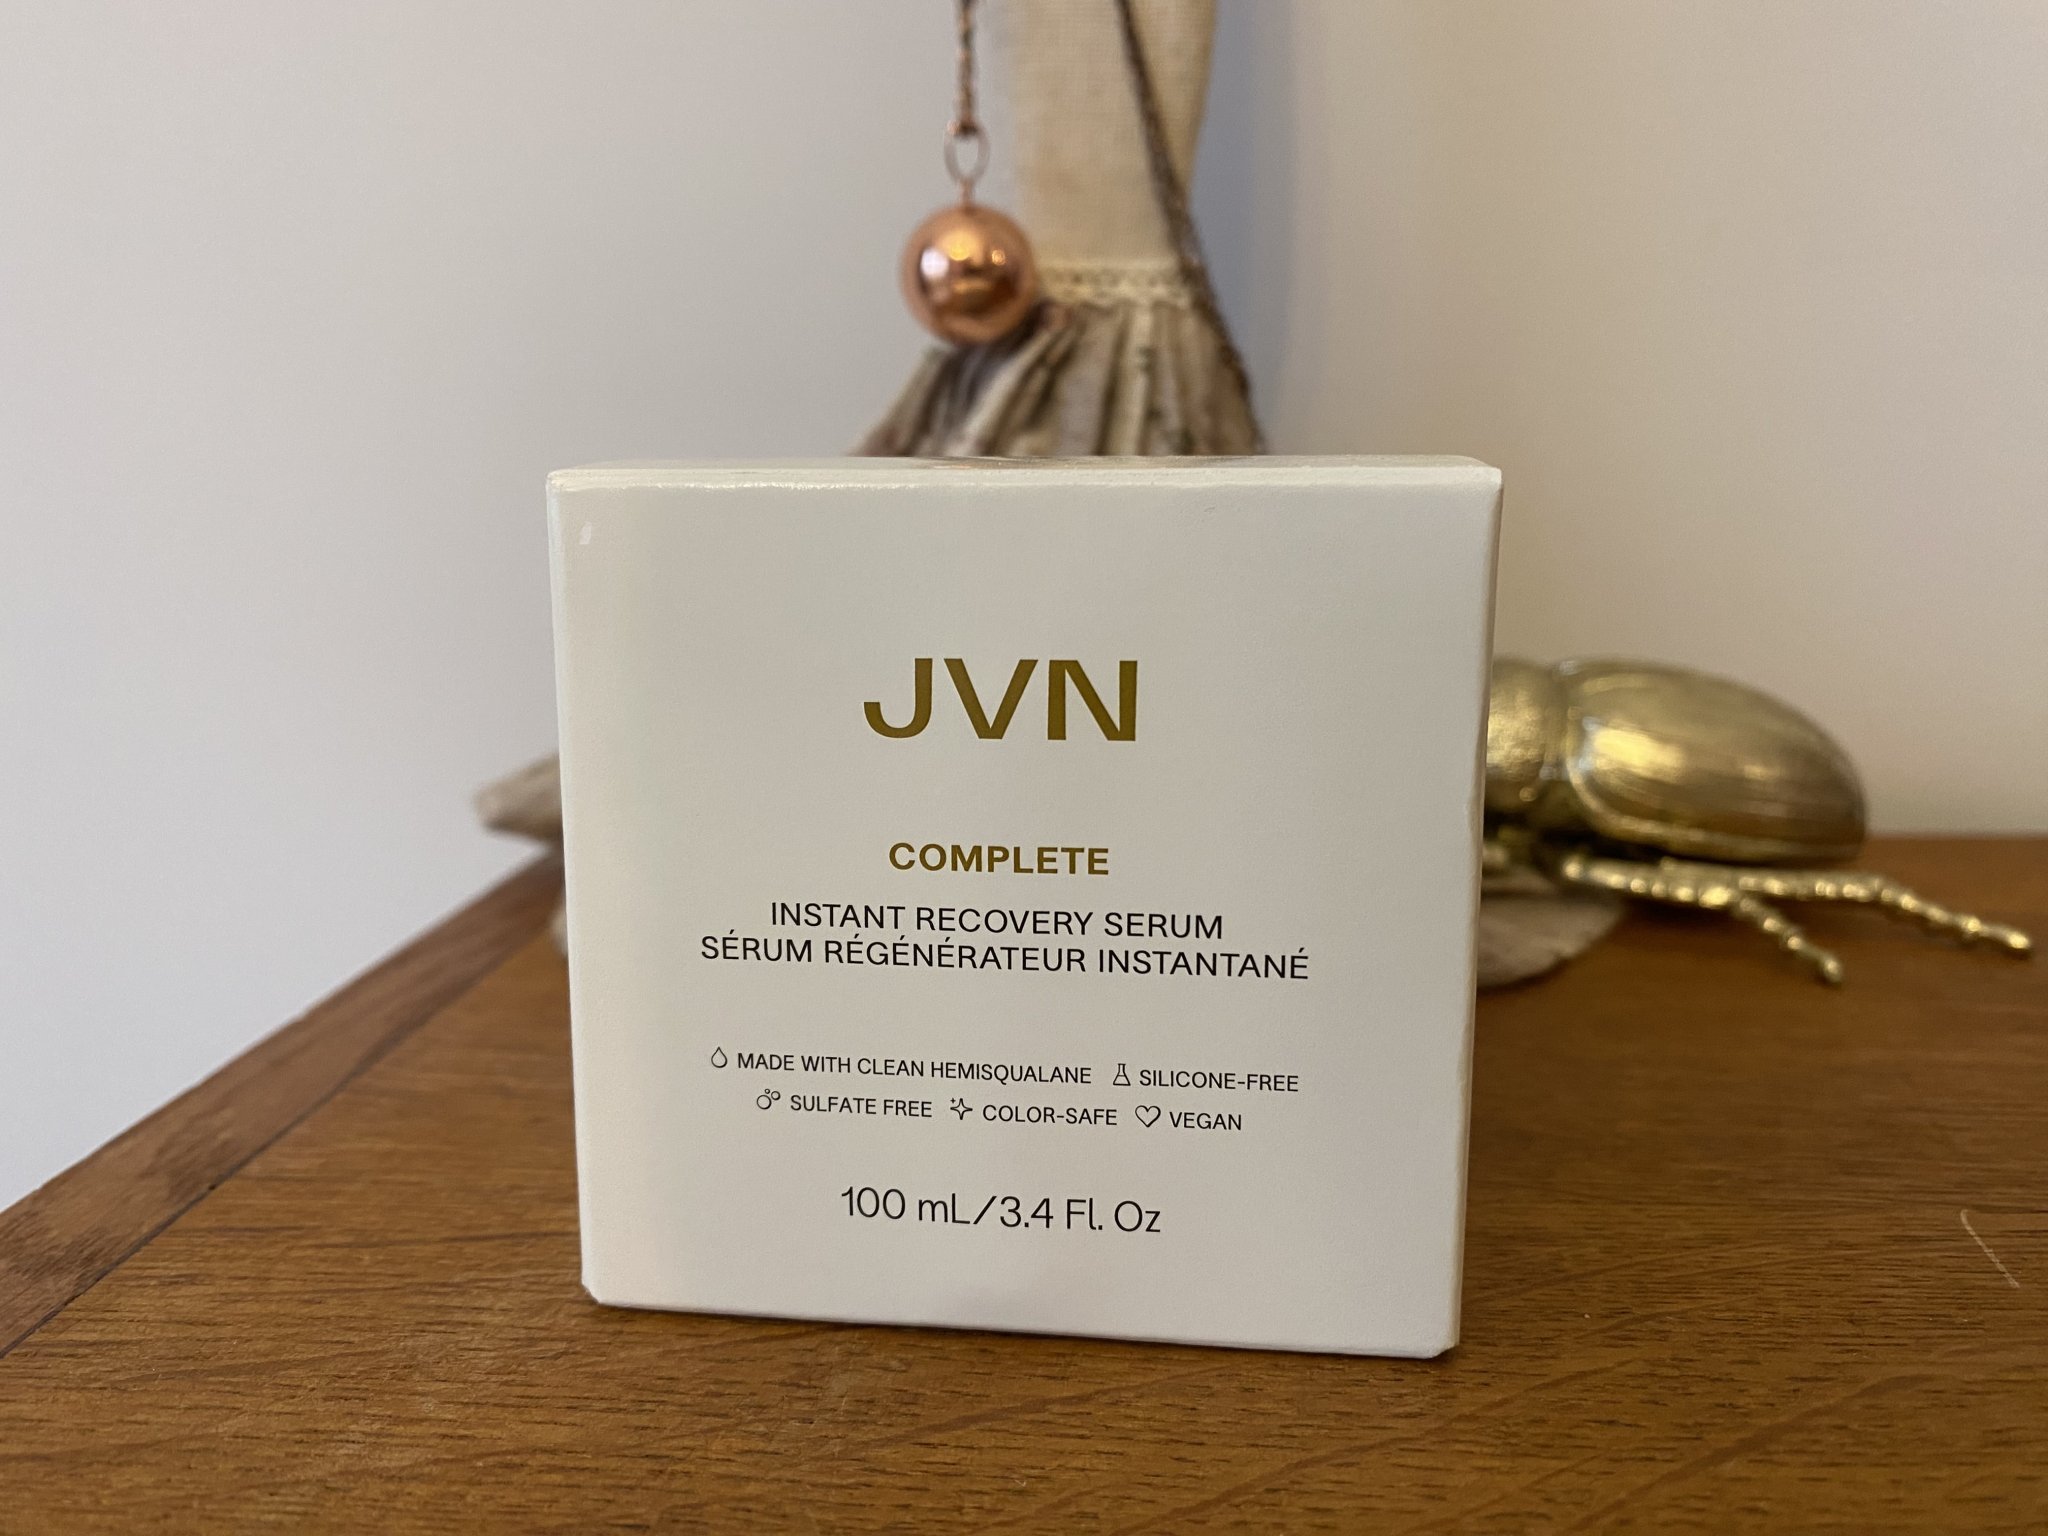 JVN
COMPLETE
INSTANT RECOVERY SERUM
SÉRUM RÉGÉNÉRATEUR INSTANTANÉ
MADE WITH CLEAN HEMISQUALANE SILICONE-FREE
SULFATE FREE COLOR-SAFE VEGAN
100 mL/3.4 Fl. Oz